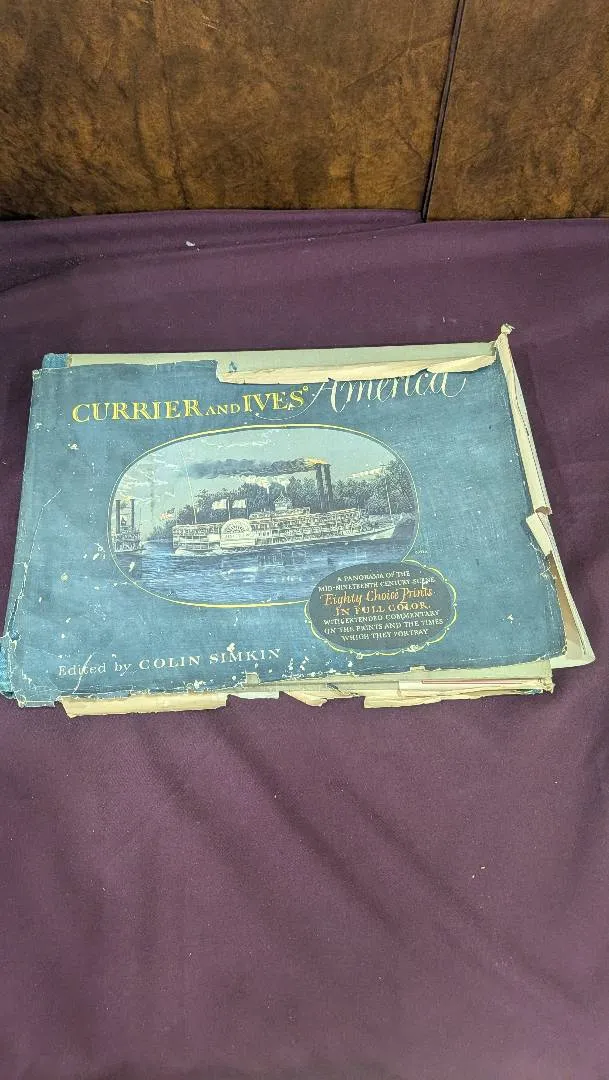 CURRIER AND IVES' America
A PANORAMA OF THE
MID-NINETEENTH CENTURY SCENE
Eighty Choice Prints
IN FULL COLOR
WITH EXTENDED COMMENTARY
ON THE PRINTS AND THE TIMES
WHICH THEY PORTRAY
Edited by COLIN SIMKIN